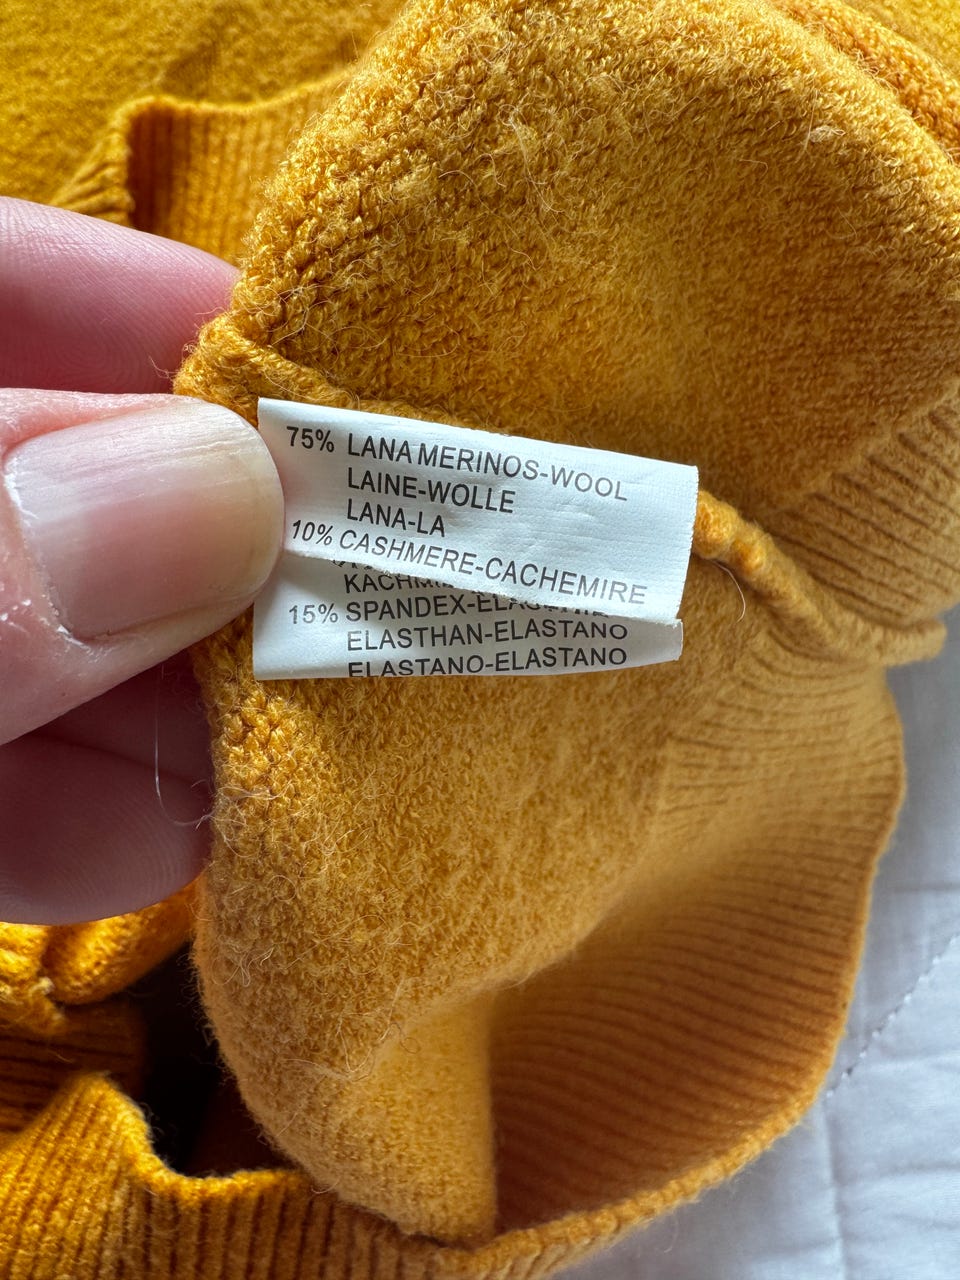 75% LANA MERINOS-WOOL
LAINE-WOLLE
LANA-LA
10% CASHMERE-CACHEMIRE
15% SPANDEX-
ELASTHAN-ELASTANO
ELASTANO-ELASTANO